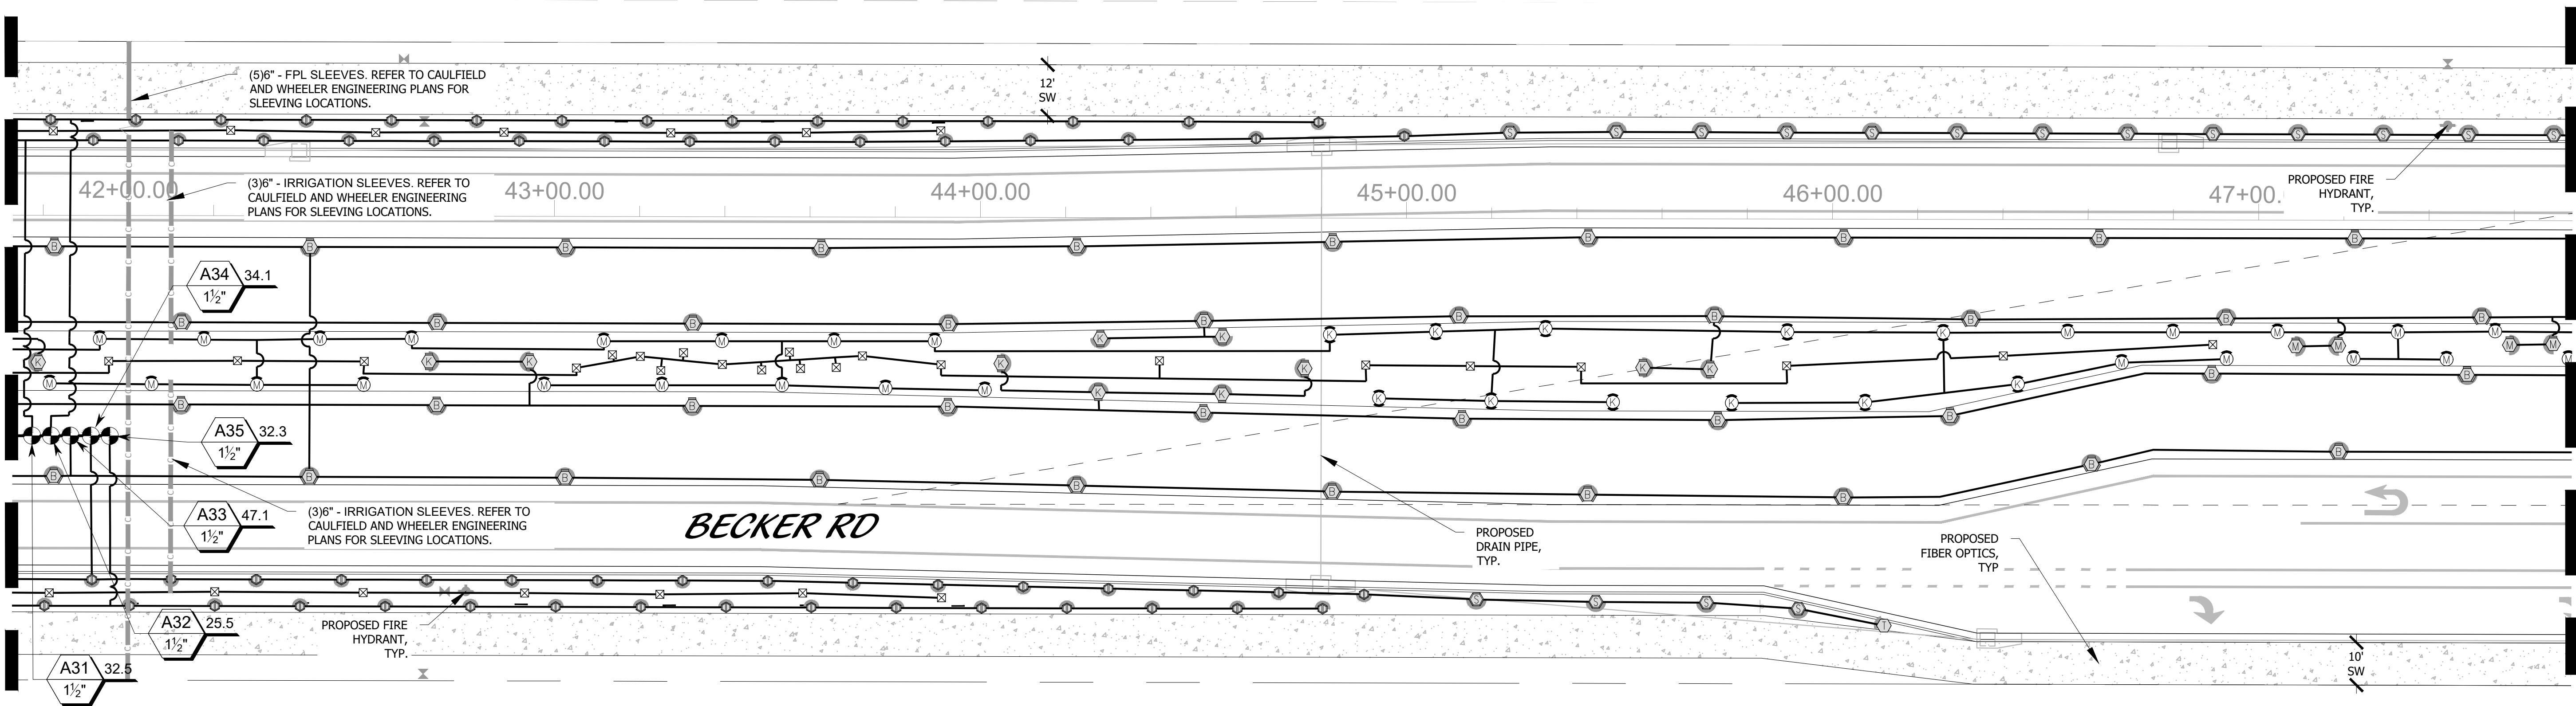 (5)6" - FPL SLEEVES. REFER TO CAULFIELD
AND WHEELER ENGINEERING PLANS FOR
SLEEVING LOCATIONS.
12'
SW
42+00.00
43+00.00
44+00.00
45+00.00
46+00.00
47+00.
(3)6" - IRRIGATION SLEEVES. REFER TO
CAULFIELD AND WHEELER ENGINEERING
PLANS FOR SLEEVING LOCATIONS.
PROPOSED FIRE
HYDRANT,
TYP.
A34 34.1
1½"
A35 32.3
1½"
A33 47.1
1½"
(3)6" - IRRIGATION SLEEVES. REFER TO
CAULFIELD AND WHEELER ENGINEERING
PLANS FOR SLEEVING LOCATIONS.
BECKER RD
PROPOSED
DRAIN PIPE,
TYP.
PROPOSED
FIBER OPTICS,
TYP
A32 25.5
1½"
PROPOSED FIRE
HYDRANT,
TYP.
A31 32.5
1½"
10'
SW